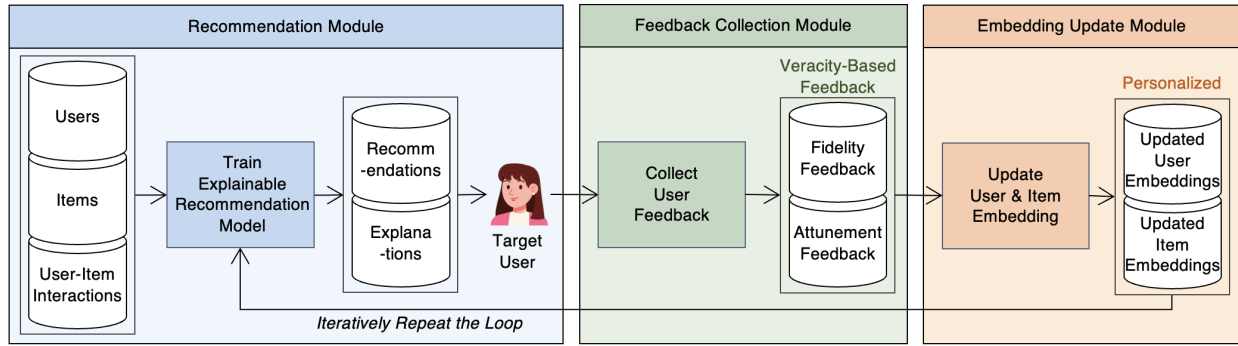 Recommendation Module
Users
Items
User-Item
Interactions
Train
Explainable
Recommendation
Model
Recomm
-endations
Explana
-tions
Target
User
Iteratively Repeat the Loop
Feedback Collection Module
Collect
User
Feedback
Veracity-Based
Feedback
Fidelity
Feedback
Attunement
Feedback
Embedding Update Module
Update
User & Item
Embedding
Personalized
Updated
User
Embeddings
Updated
Item
Embeddings